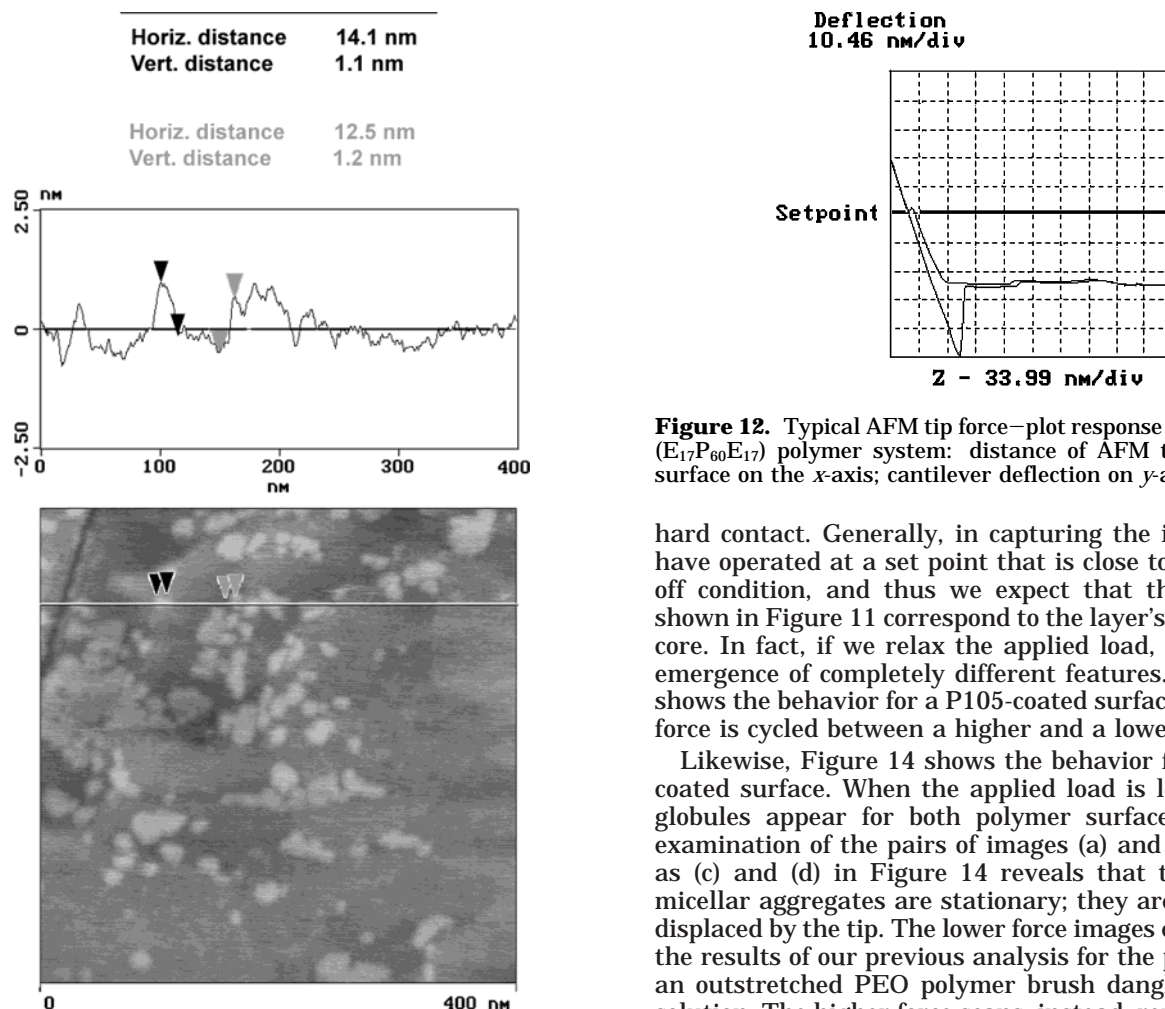 Horiz. distance 14.1 nm
Vert. distance 1.1 nm
Horiz. distance 12.5 nm
Vert. distance 1.2 nm
nm
2.50
0
-2.50
0 100 200 300 400
nm
0 400 nm
Deflection
10.46 nm/div
Setpoint
Z - 33.99 nm/div
Figure 12. Typical AFM tip force−plot response
(E17P60E17) polymer system: distance of AFM t
surface on the x-axis; cantilever deflection on y-a
hard contact. Generally, in capturing the i
have operated at a set point that is close to
off condition, and thus we expect that th
shown in Figure 11 correspond to the layer's
core. In fact, if we relax the applied load,
emergence of completely different features.
shows the behavior for a P105-coated surfac
force is cycled between a higher and a lowe
Likewise, Figure 14 shows the behavior f
coated surface. When the applied load is l
globules appear for both polymer surface
examination of the pairs of images (a) and
as (c) and (d) in Figure 14 reveals that t
micellar aggregates are stationary; they are
displaced by the tip. The lower force images
the results of our previous analysis for the p
an outstretched PEO polymer brush dang